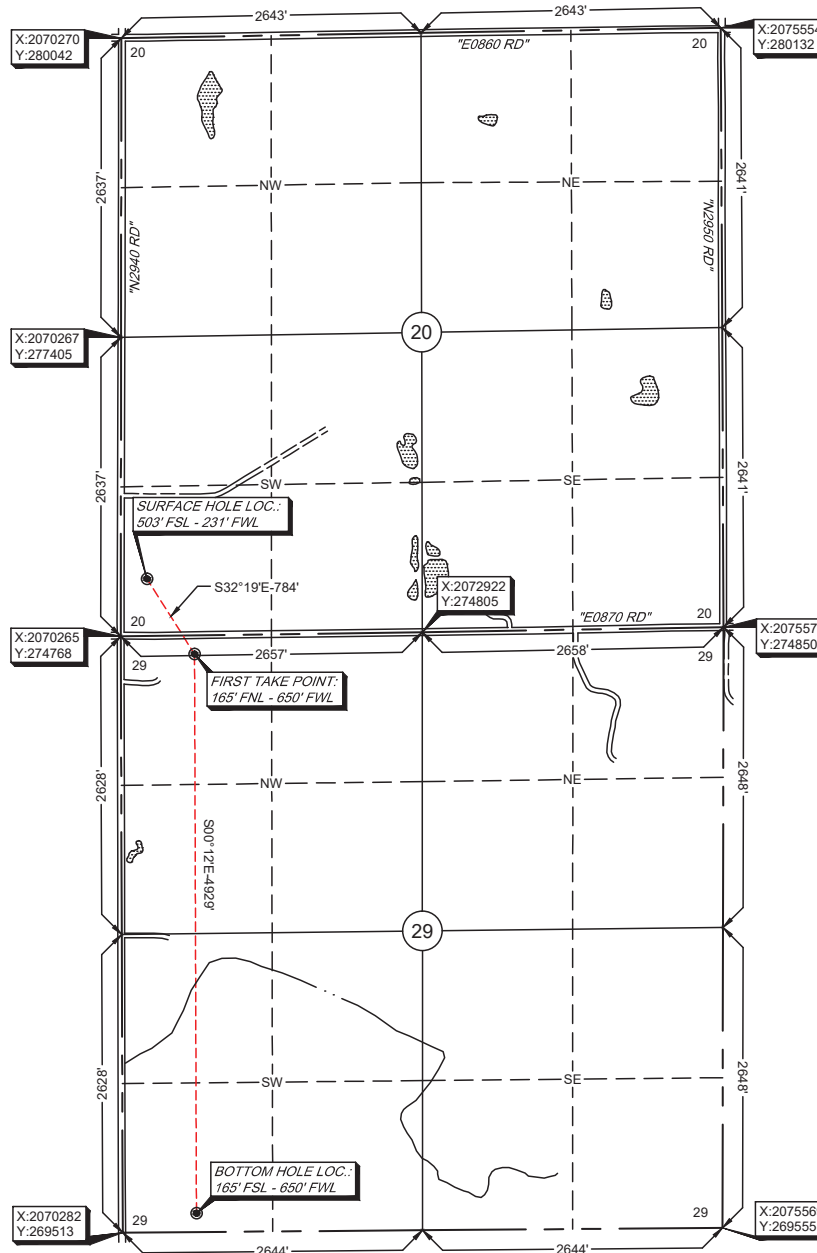 2643'
2643'
X:2070270
Y:280042
X:2075554
Y:280132
20
"E0860 RD"
20
NW
NE
2637'
2641'
"N2940 RD"
"N2950 RD"
X:2070267
Y:277405
20
2637'
2641'
SW
SE
SURFACE HOLE LOC.:
503' FSL - 231' FWL
S32°19'E-784'
X:2072922
Y:274805
20
"E0870 RD"
20
X:2070265
Y:274768
X:207557
Y:274850
29
2657'
2658'
29
FIRST TAKE POINT:
165' FNL - 650' FWL
2628'
NW
NE
2648'
S00°12'E-4929'
29
2628'
SW
SE
2648'
BOTTOM HOLE LOC.:
165' FSL - 650' FWL
X:2070282
Y:269513
29
29
X:207556
Y:269555
2644'
2644'